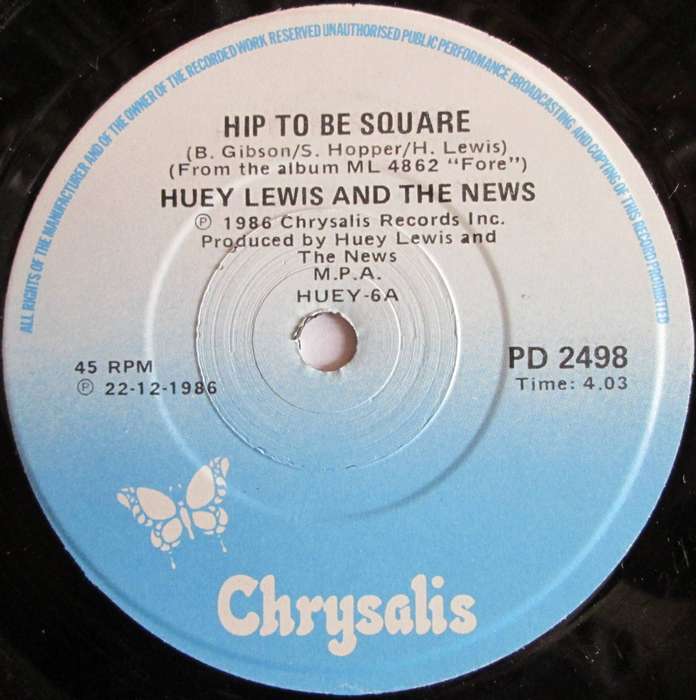 ALL RIGHTS OF THE MANUFACTURER AND OF THE OWNER OF THE RECORDED WORK RESERVED UNAUTHORISED PUBLIC PERFORMANCE BROADCASTING AND COPYING OF THIS RECORD PROHIBITED
HIP TO BE SQUARE
(B. Gibson/S. Hopper/H. Lewis)
(From the album ML 4862 "Fore")
HUEY LEWIS AND THE NEWS
℗ 1986 Chrysalis Records Inc.
Produced by Huey Lewis and
The News
M.P.A.
HUEY-6A
45 RPM
℗ 22-12-1986
PD 2498
Time: 4.03
Chrysalis